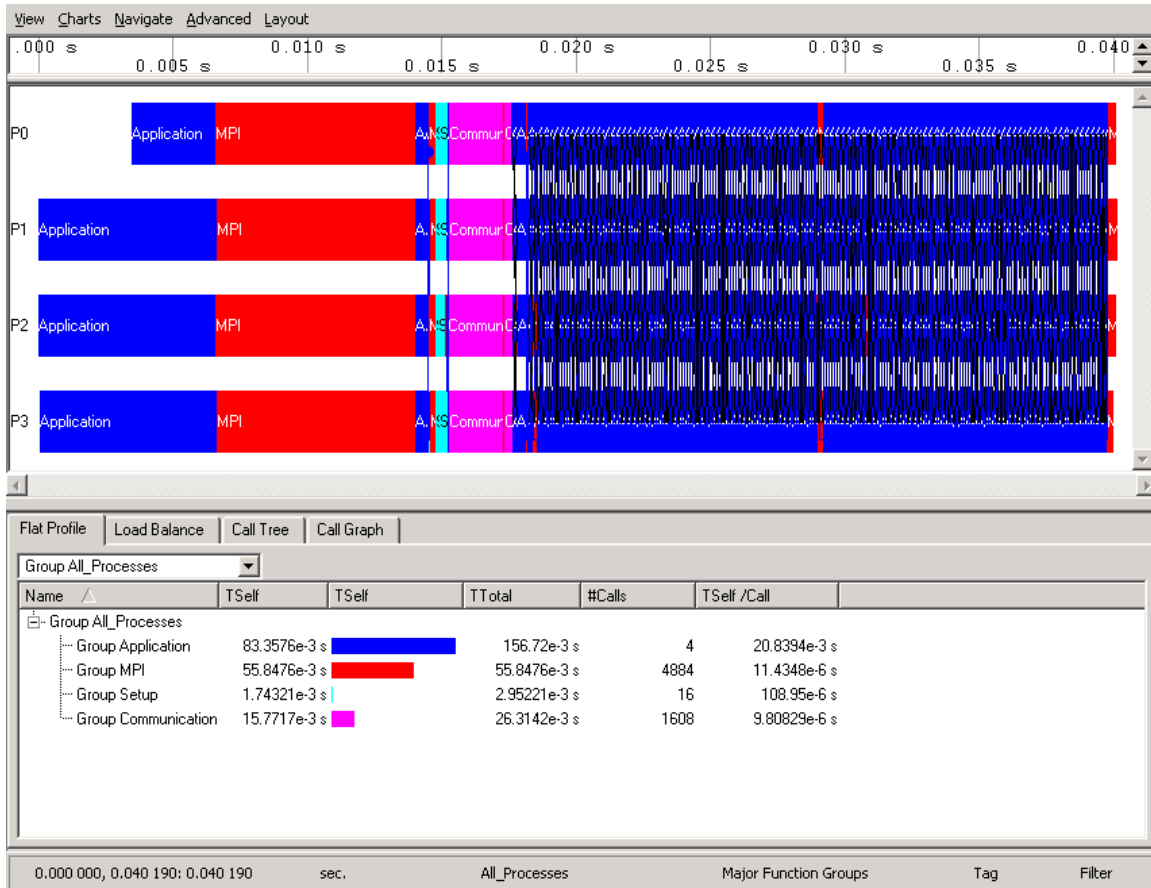 View Charts Navigate Advanced Layout
.000 s 0.010 s 0.020 s 0.030 s 0.040
0.005 s 0.015 s 0.025 s 0.035 s
P0 Application MPI A. S Commun
P1 Application MPI A. S Commun
P2 Application MPI A. S Commun
P3 Application MPI A. S Commun
Flat Profile Load Balance Call Tree Call Graph
Group All_Processes
Name TSelf TSelf TTotal #Calls TSelf /Call
Group All_Processes
Group Application 83.3576e-3 s 156.72e-3 s 4 20.8394e-3 s
Group MPI 55.8476e-3 s 55.8476e-3 s 4884 11.4348e-6 s
Group Setup 1.74321e-3 s 2.95221e-3 s 16 108.95e-6 s
Group Communication 15.7717e-3 s 26.3142e-3 s 1608 9.80829e-6 s
0.000 000, 0.040 190: 0.040 190 sec. All_Processes Major Function Groups Tag Filter